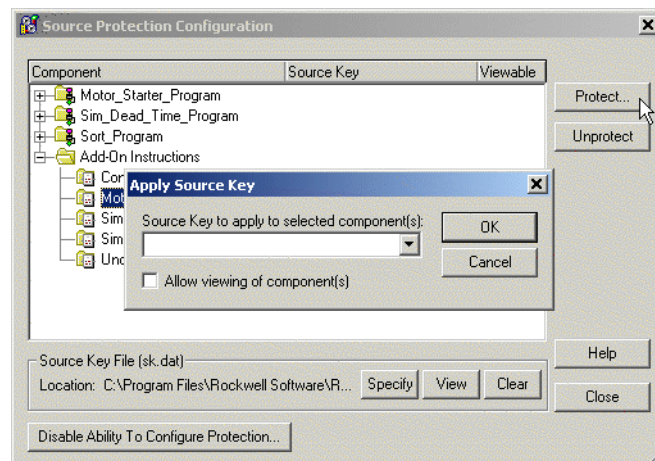 Source Protection Configuration
Component Source Key Viewable
Motor_Starter_Program
Sim_Dead_Time_Program
Sort_Program
Add-On Instructions
Protect...
Unprotect
Apply Source Key
Source Key to apply to selected component(s):
OK
Cancel
Allow viewing of component(s)
Source Key File (sk.dat)
Location: C:\Program Files\Rockwell Software\R...
Specify View Clear
Help
Close
Disable Ability To Configure Protection...